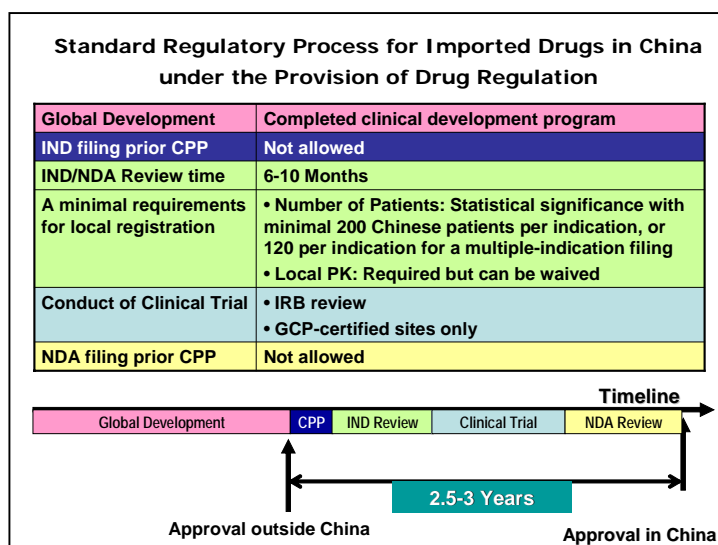 Standard Regulatory Process for Imported Drugs in China
under the Provision of Drug Regulation
Global Development Completed clinical development program
IND filing prior CPP Not allowed
IND/NDA Review time 6-10 Months
A minimal requirements
for local registration
• Number of Patients: Statistical significance with
minimal 200 Chinese patients per indication, or
120 per indication for a multiple-indication filing
• Local PK: Required but can be waived
Conduct of Clinical Trial
• IRB review
• GCP-certified sites only
NDA filing prior CPP Not allowed
Timeline
Global Development CPP IND Review Clinical Trial NDA Review
2.5-3 Years
Approval outside China
Approval in China